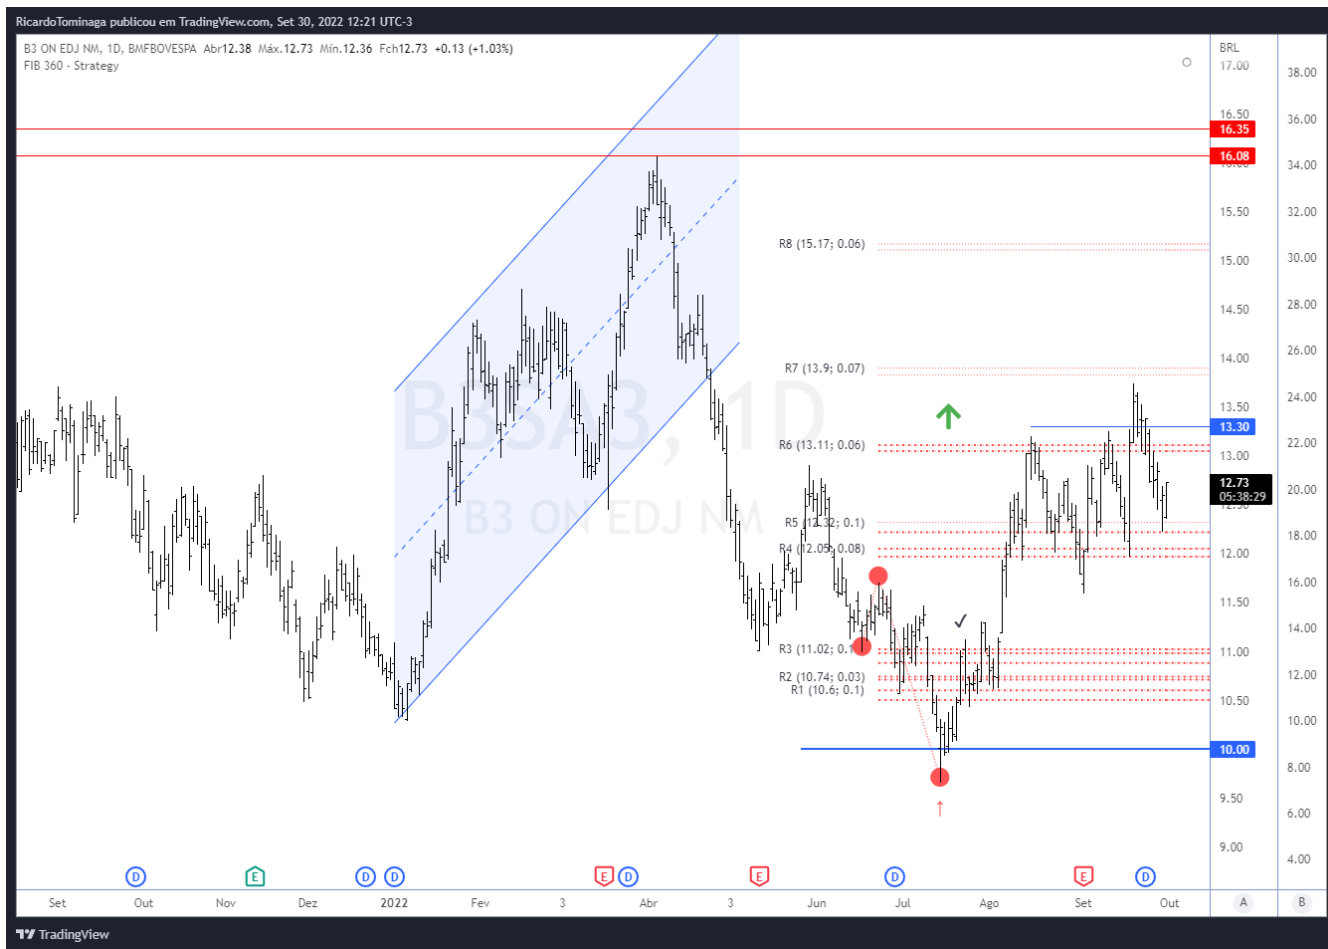 RicardoTominaga publicou em TradingView.com, Set 30, 2022 12:21 UTC-3
B3 ON EDJ NM, 1D, BMFBOVESPA Abr12.38 Máx.12.73 Mín.12.36 Fch12.73 +0.13 (+1.03%)
FIB 360 - Strategy
BRL
17.00
16.50
16.35
16.08
15.50
15.00
14.50
14.00
13.50
13.30
13.00
12.73
05:38:29
12.00
11.50
11.00
10.50
10.00
9.50
9.00
38.00
36.00
34.00
32.00
30.00
28.00
26.00
24.00
22.00
20.00
18.00
16.00
14.00
12.00
10.00
8.00
6.00
4.00
B3SA3, 1D
B3 ON EDJ NM
R8 (15.17; 0.06)
R7 (13.9; 0.07)
R6 (13.11; 0.06)
R5 (12.32; 0.1)
R4 (12.05; 0.08)
R3 (11.02; 0.1
R2 (10.74; 0.03)
R1 (10.6; 0.1)
D E D D E D E D E D
Set Out Nov Dez 2022 Fev 3 Abr 3 Jun Jul Ago Set Out A B
TradingView